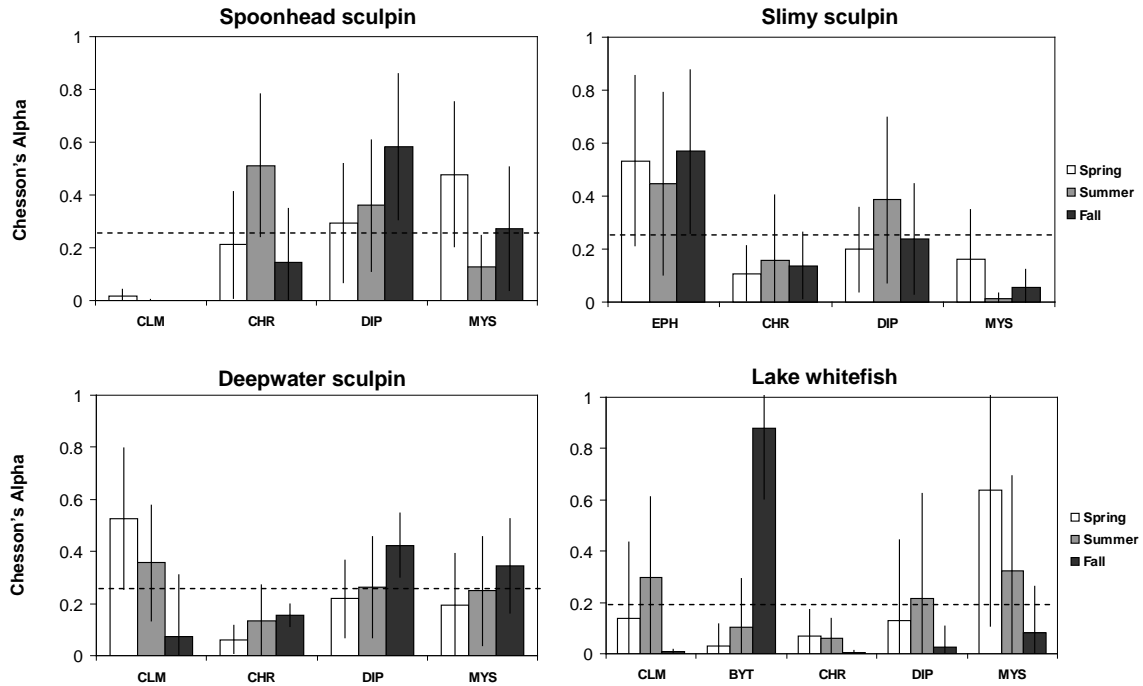 Spoonhead sculpin
Slimy sculpin
1
0.8
0.6
0.4
0.2
0
Chesson's Alpha
CLM CHR DIP MYS
1
0.8
0.6
0.4
0.2
0
EPH CHR DIP MYS
Spring
Summer
Fall
Deepwater sculpin
Lake whitefish
1
0.8
0.6
0.4
0.2
0
Chesson's Alpha
CLM CHR DIP MYS
1
0.8
0.6
0.4
0.2
0
CLM BYT CHR DIP MYS
Spring
Summer
Fall